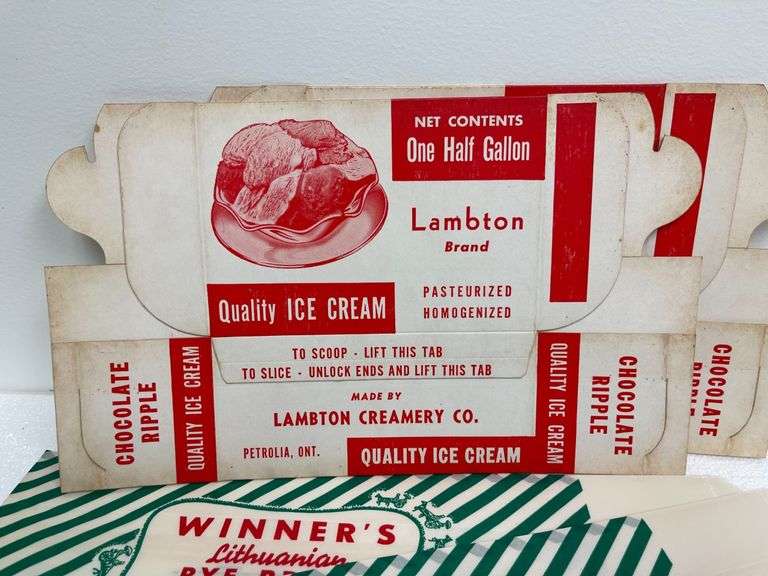 NET CONTENTS
One Half Gallon
Lambton
Brand
Quality ICE CREAM
PASTEURIZED
HOMOGENIZED
TO SCOOP - LIFT THIS TAB
TO SLICE - UNLOCK ENDS AND LIFT THIS TAB
MADE BY
LAMBTON CREAMERY CO.
PETROLIA, ONT.
QUALITY ICE CREAM
CHOCOLATE
RIPPLE
QUALITY ICE CREAM
QUALITY ICE CREAM
CHOCOLATE
RIPPLE
CHOCOLATE
WINNER'S
Lithuanian
RYE